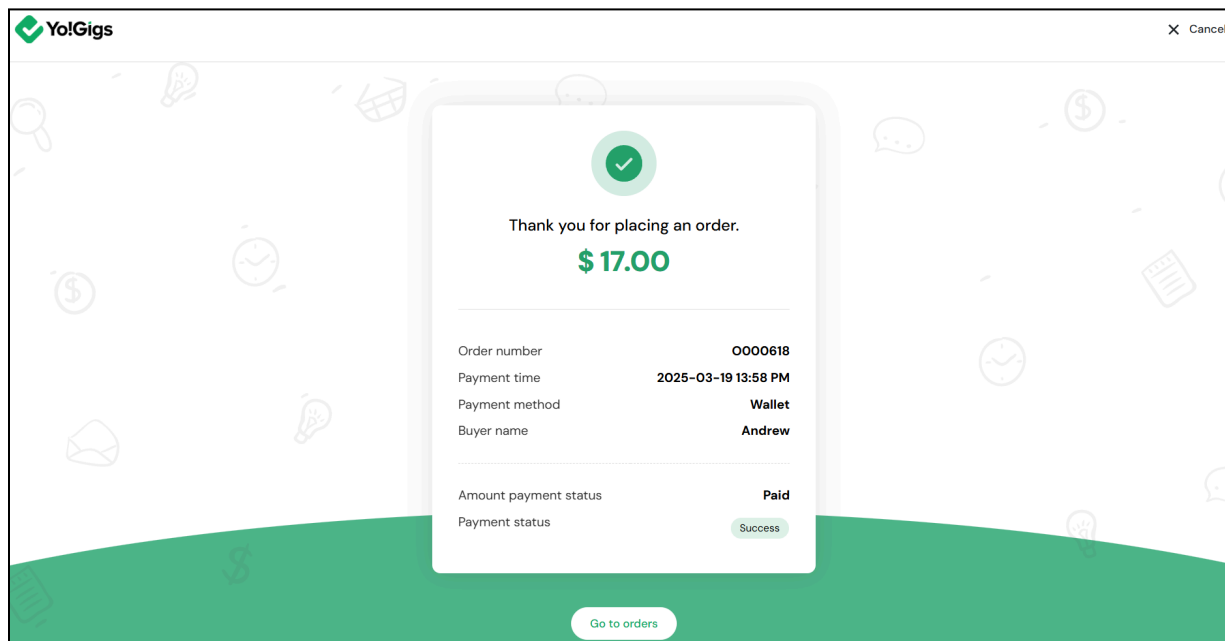 Yo!Gigs
Cancel
Thank you for placing an order.
$ 17.00
Order number O000618
Payment time 2025-03-19 13:58 PM
Payment method Wallet
Buyer name Andrew
Amount payment status Paid
Payment status Success
Go to orders